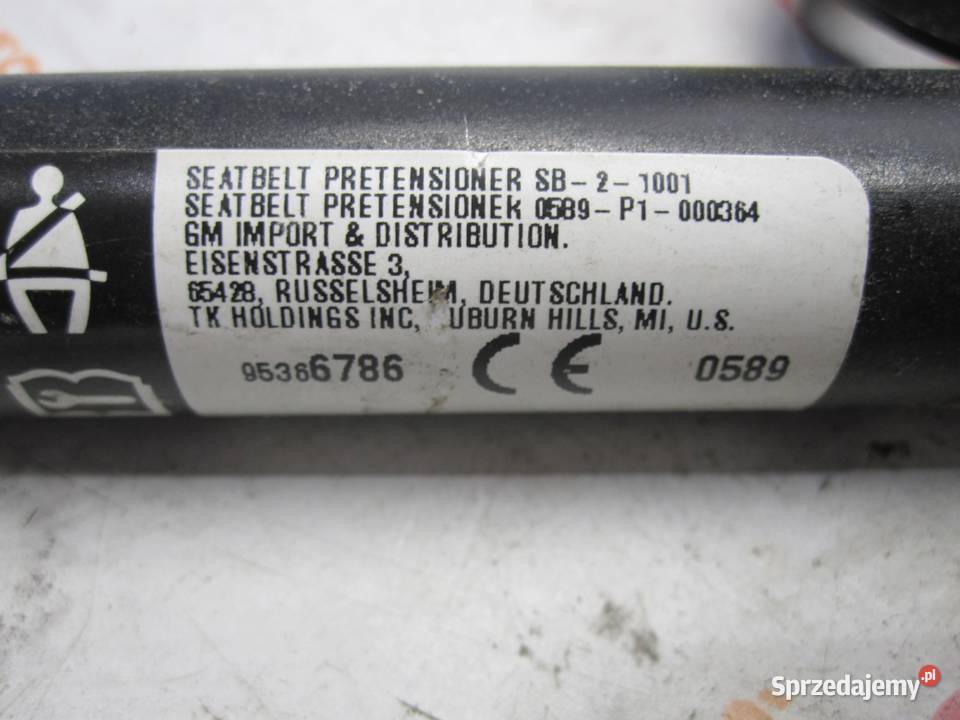 SEATBELT PRETENSIONER SB-2-1001
SEATBELT PRETENSIONER 0589-P1-000364
GM IMPORT & DISTRIBUTION.
EISENSTRASSE 3,
65428, RUSSELSHEIM, DEUTSCHLAND.
TK HOLDINGS INC, UBURN HILLS, MI, U.S.
95366786 CE 0589
Sprzedajemy.pl